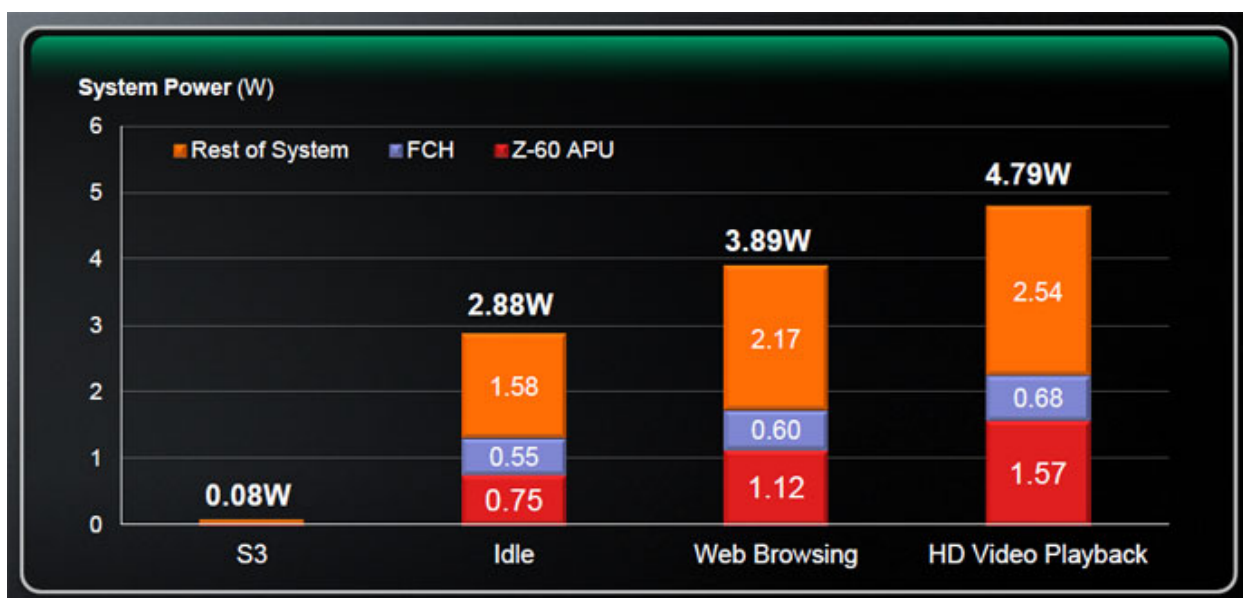 System Power (W)
6
Rest of System FCH Z-60 APU
5
4
3
2
1
0
4.79W
3.89W
2.88W
0.08W
2.54
2.17
1.58
0.68
0.60
0.55
1.57
1.12
0.75
S3 Idle Web Browsing HD Video Playback